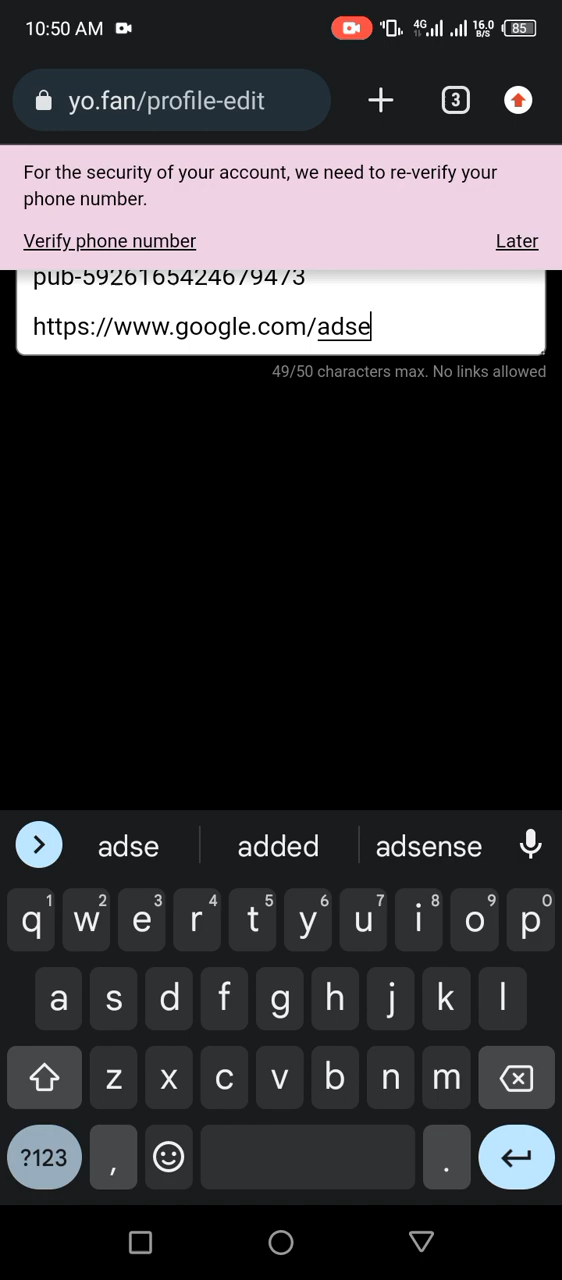 10:50 AM
4G
16.0
B/S
85
yo.fan/profile-edit
3
For the security of your account, we need to re-verify your
phone number.
Verify phone number Later
pub-5926165424679473
https://www.google.com/adse
49/50 characters max. No links allowed
adse added adsense
1 2 3 4 5 6 7 8 9 0
q w e r t y u i o p
a s d f g h j k l
z x c v b n m
?123 , .